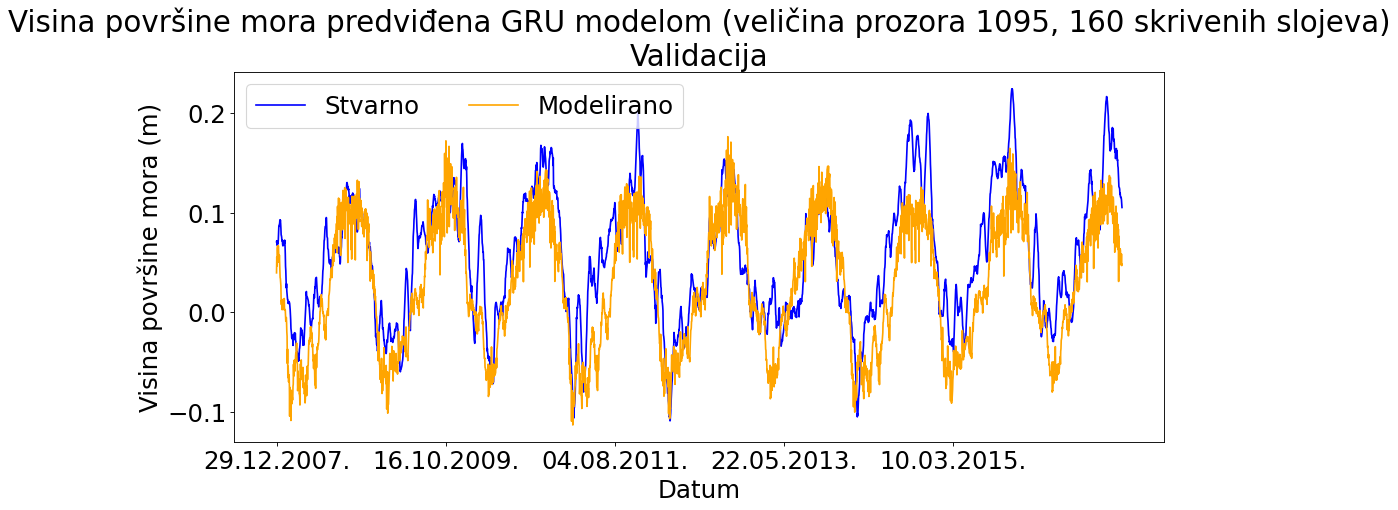 Visina površine mora predviđena GRU modelom (veličina prozora 1095, 160 skrivenih slojeva)
Validacija
Stvarno
Modelirano
Visina površine mora (m)
0.2
0.1
0.0
−0.1
29.12.2007.
16.10.2009.
04.08.2011.
22.05.2013.
10.03.2015.
Datum